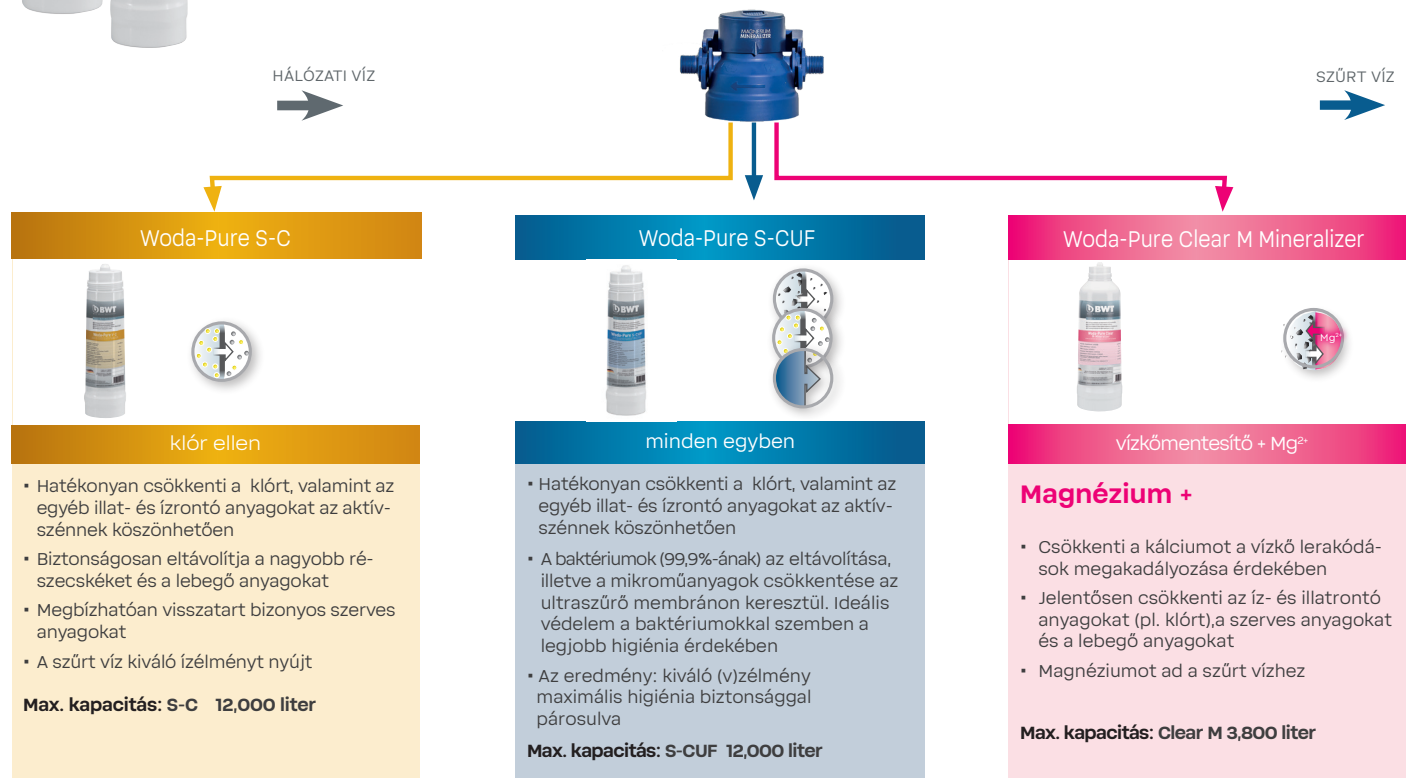 MAGNESIUM
MINERALIZER
HÁLÓZATI VÍZ
SZŰRT VÍZ
Woda-Pure S-C
BWT
klór ellen
▪ Hatékonyan csökkenti a klórt, valamint az
egyéb illat- és ízrontó anyagokat az aktív-
szénnek köszönhetően
▪ Biztonságosan eltávolítja a nagyobb ré-
szecskéket és a lebegő anyagokat
▪ Megbízhatóan visszatart bizonyos szerves
anyagokat
▪ A szűrt víz kiváló ízélményt nyújt
Max. kapacitás: S-C 12,000 liter
Woda-Pure S-CUF
BWT
minden egyben
▪ Hatékonyan csökkenti a klórt, valamint az
egyéb illat- és ízrontó anyagokat az aktív-
szénnek köszönhetően
▪ A baktériumok (99,9%-ának) az eltávolítása,
illetve a mikroműanyagok csökkentése az
ultraszűrő membránon keresztül. Ideális
védelem a baktériumokkal szemben a
legjobb higiénia érdekében
▪ Az eredmény: kiváló (v)zélmény
maximális higiénia biztonsággal
párosulva
Max. kapacitás: S-CUF 12,000 liter
Woda-Pure Clear M Mineralizer
BWT
Mg²⁺
vízkőmentesítő + Mg²⁺
Magnézium +
▪ Csökkenti a kálciumot a vízkő lerakódá-
sok megakadályozása érdekében
▪ Jelentősen csökkenti az íz- és illatrontó
anyagokat (pl. klórt),a szerves anyagokat
és a lebegő anyagokat
▪ Magnéziumot ad a szűrt vízhez
Max. kapacitás: Clear M 3,800 liter